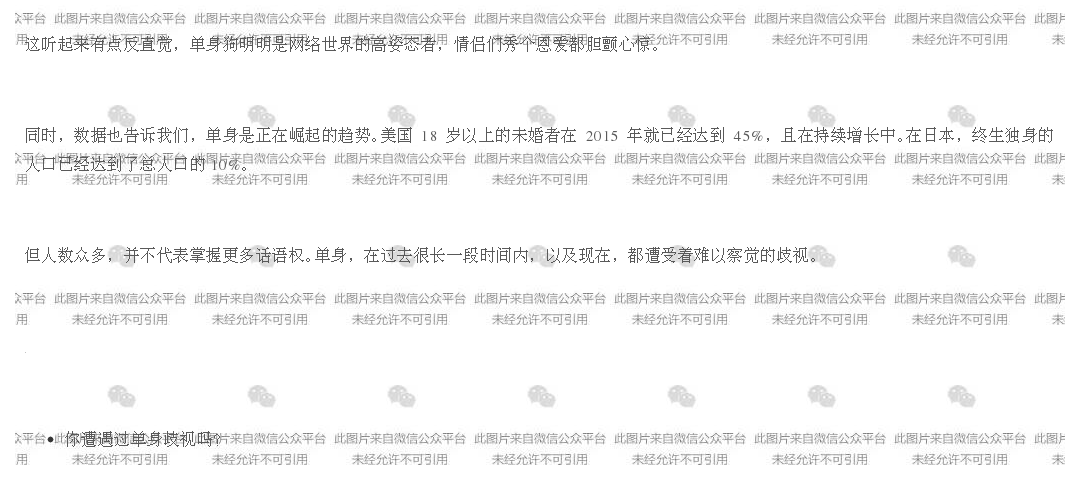 这听起来有点反直觉，单身狗明明是网络世界的高姿态者，情侣们秀个恩爱都胆颤心惊。
同时，数据也告诉我们，单身是正在崛起的趋势。美国 18 岁以上的未婚者在 2015 年就已经达到 45%，且在持续增长中。在日本，终生独身的
人口已经达到了总人口的 10%。
但人数众多，并不代表掌握更多话语权。单身，在过去很长一段时间内，以及现在，都遭受着难以察觉的歧视。
• 你遭遇过单身歧视吗？
此图片来自微信公众平台
未经允许不可引用